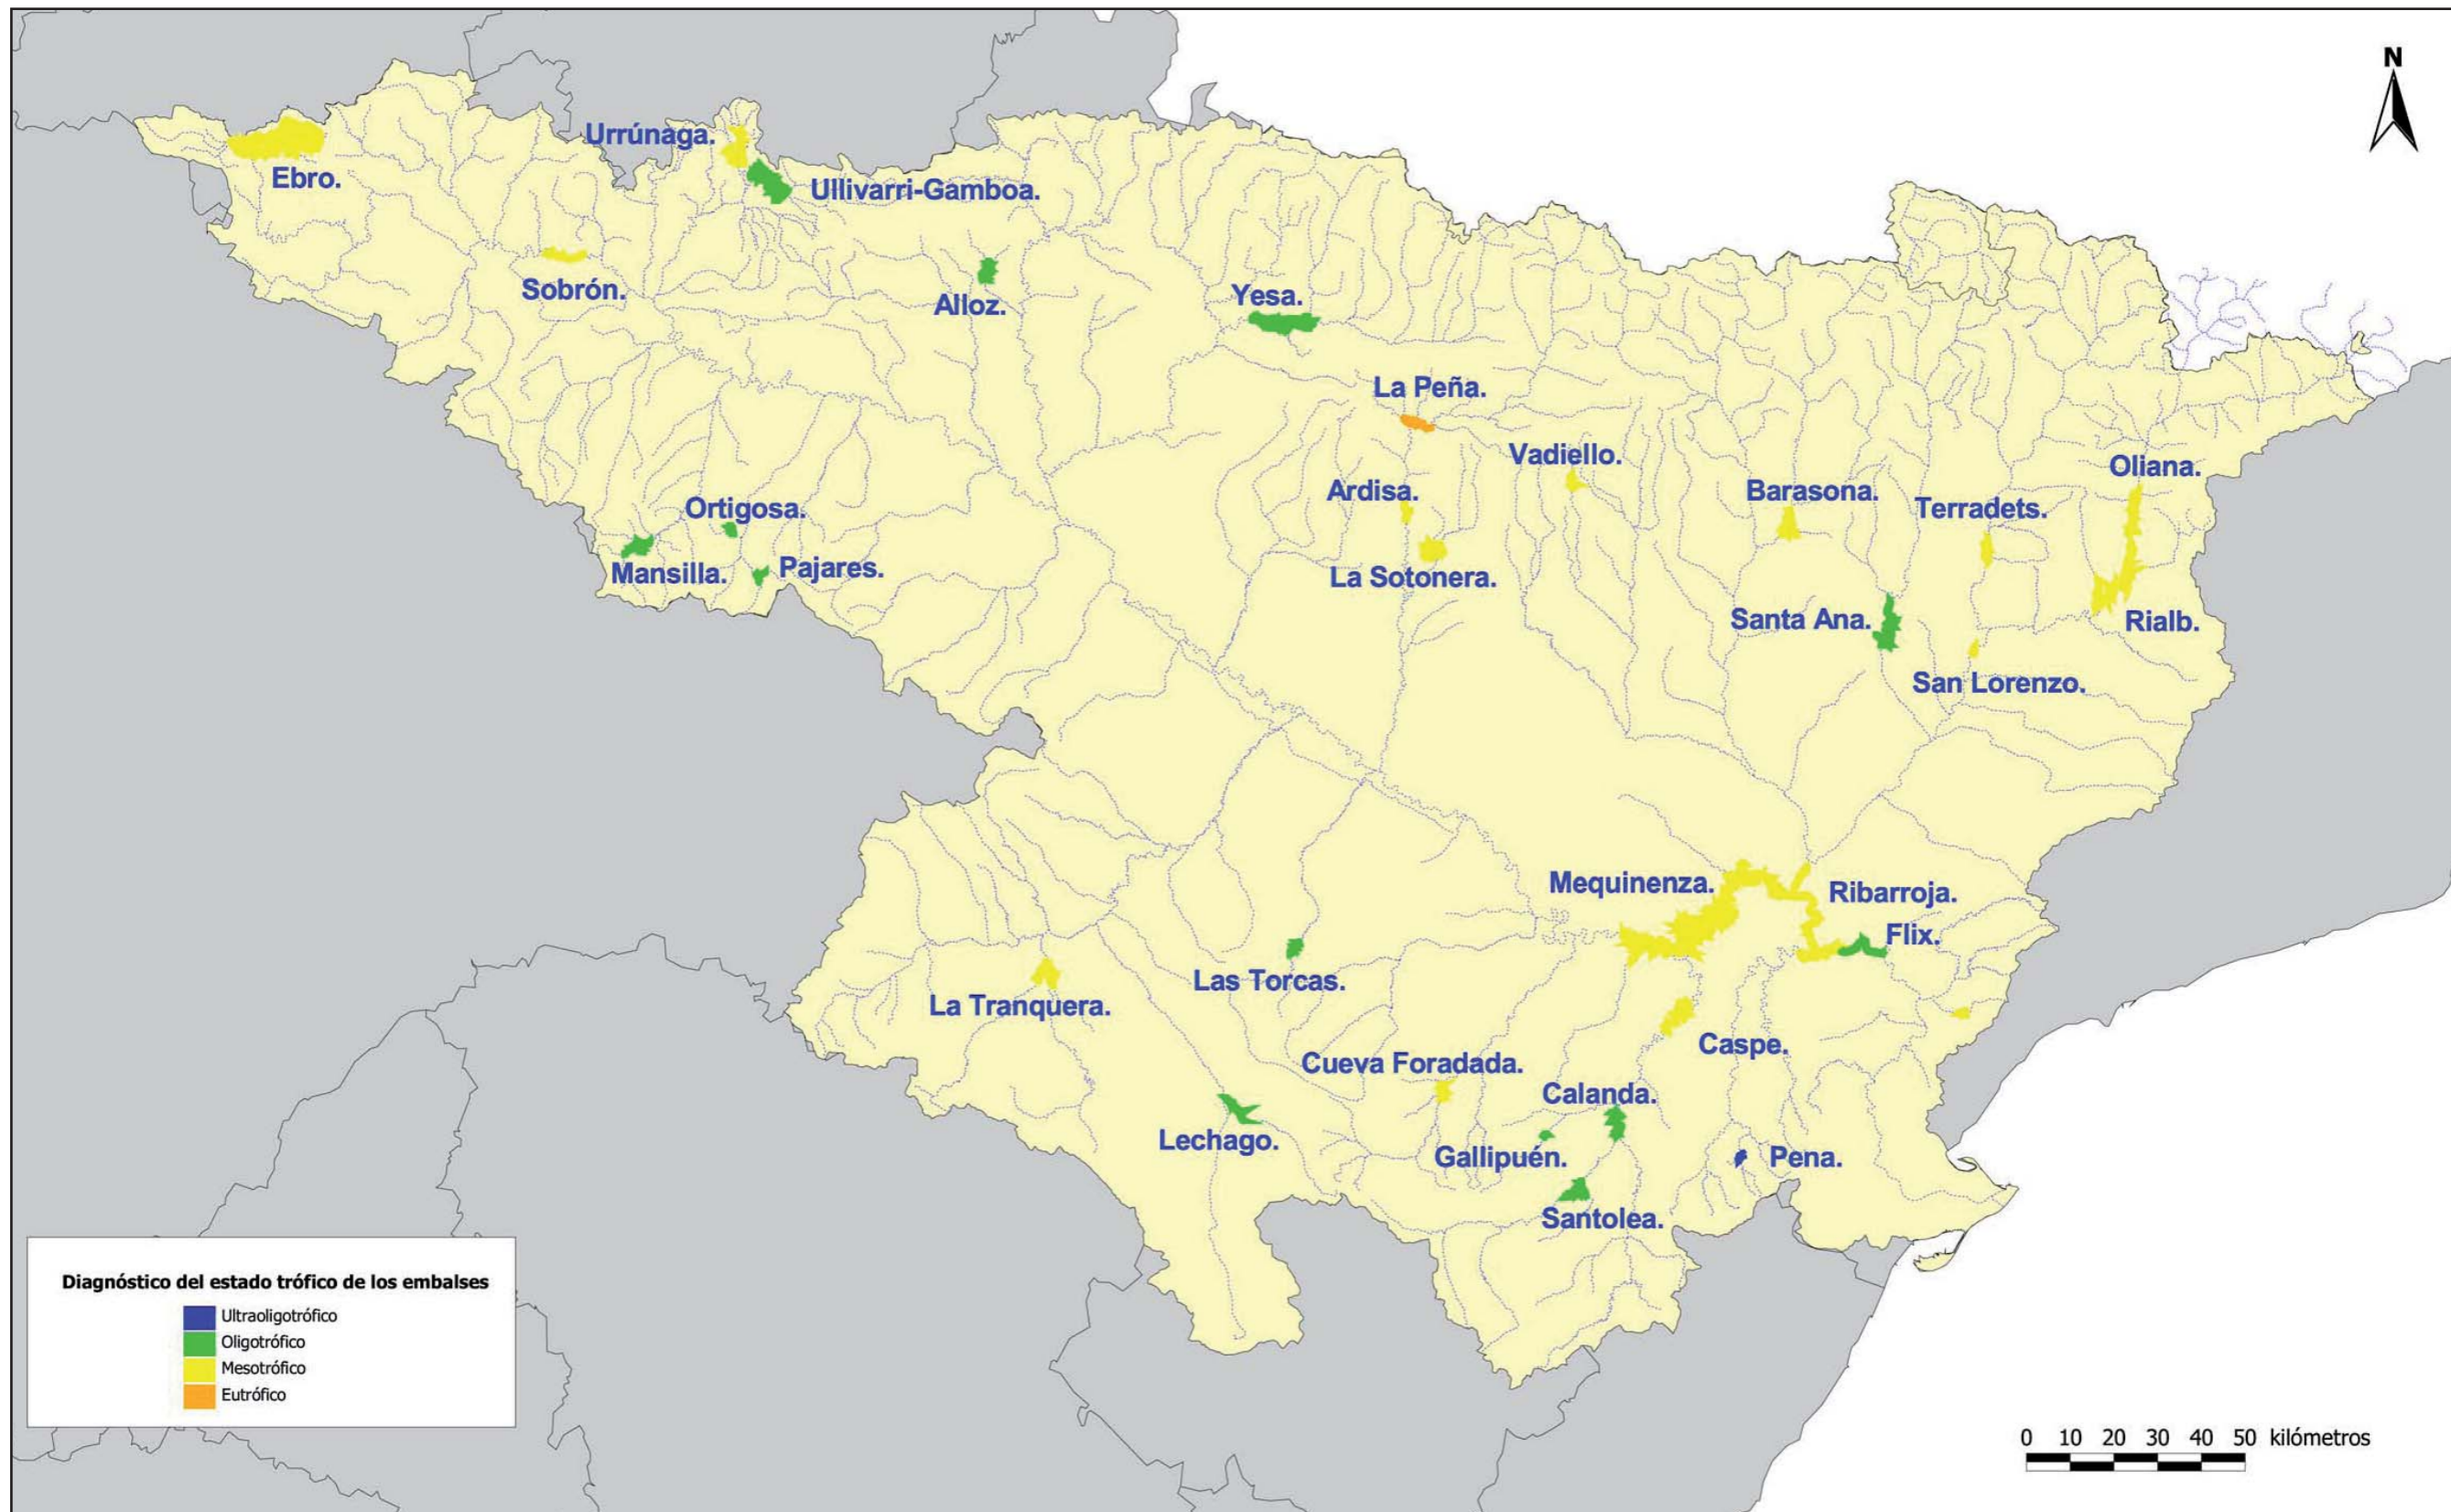 N
Urrúnaga.
Ebro.
Ullivarri-Gamboa.
Sobrón.
Alloz.
Yesa.
La Peña.
Vadiello.
Oliana.
Ardisa.
Barasona.
Terradets.
Ortigosa.
Mansilla.
Pajares.
La Sotonera.
Santa Ana.
Rialb.
San Lorenzo.
Mequinenza.
Ribarroja.
Flix.
Las Torcas.
La Tranquera.
Caspe.
Cueva Foradada.
Calanda.
Lechago.
Gallipuén.
Pena.
Santolea.
Diagnóstico del estado trófico de los embalses
Ultraoligotrófico
Oligotrófico
Mesotrófico
Eutrófico
0 10 20 30 40 50 kilómetros